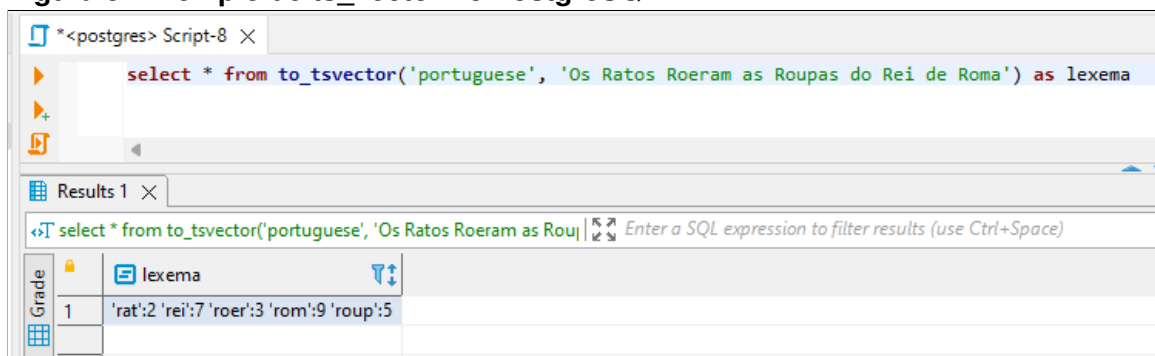 *<postgres> Script-8
select * from to_tsvector('portuguese', 'Os Ratos Roeram as Roupas do Rei de Roma') as lexema
Results 1
select * from to_tsvector('portuguese', 'Os Ratos Roeram as Roup
Enter a SQL expression to filter results (use Ctrl+Space)
Grade
lexema
1
'rat':2 'rei':7 'roer':3 'rom':9 'roup':5